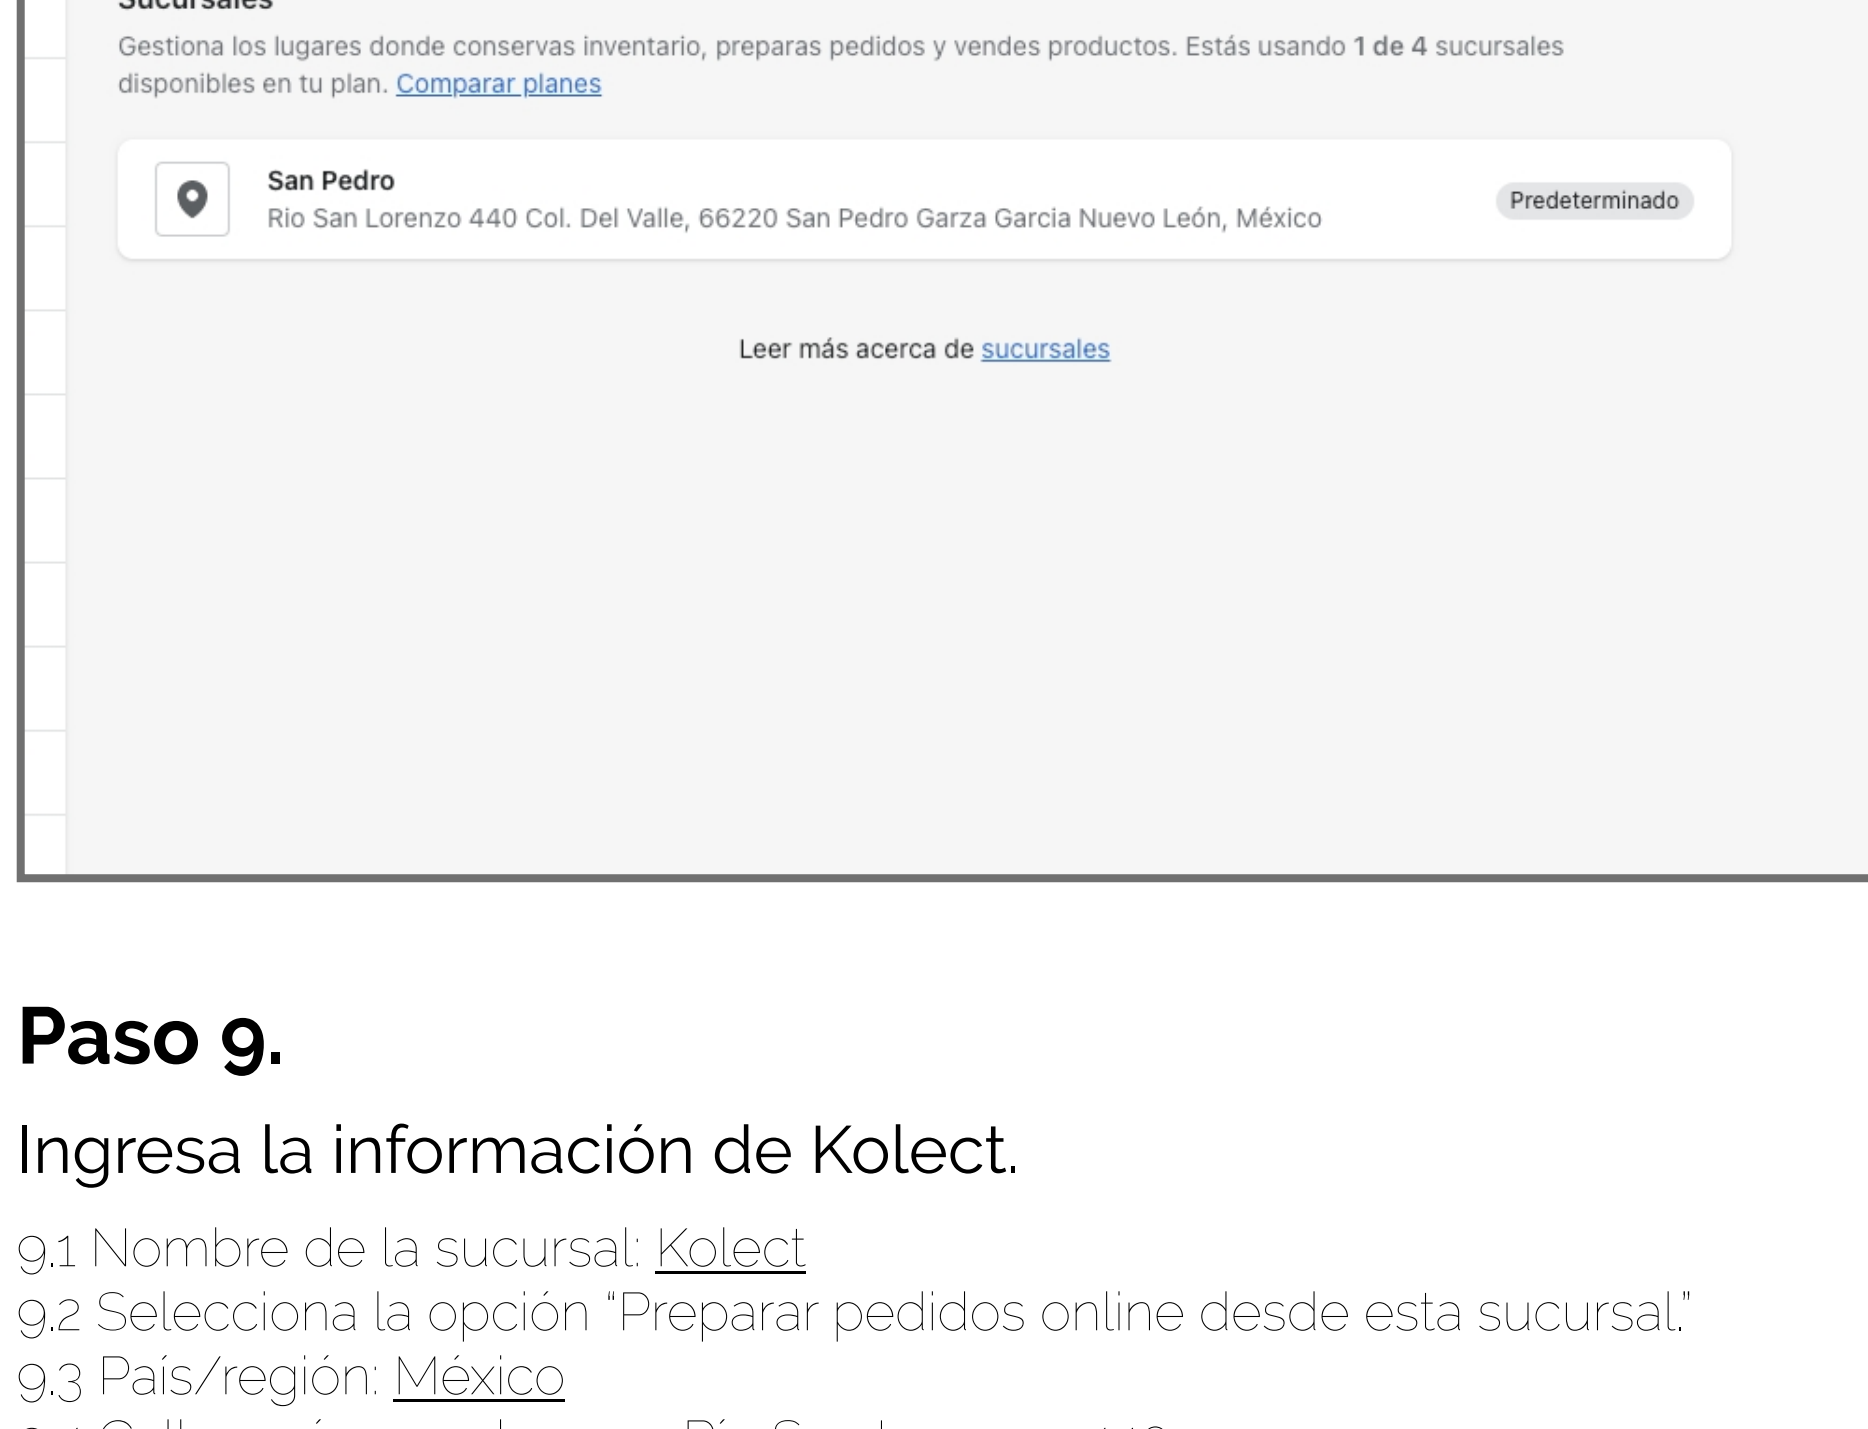 Sucursales
Gestiona los lugares donde conservas inventario, preparas pedidos y vendes productos. Estás usando 1 de 4 sucursales
disponibles en tu plan. Comparar planes
San Pedro
Rio San Lorenzo 440 Col. Del Valle, 66220 San Pedro Garza Garcia Nuevo León, México
Predeterminado
Leer más acerca de sucursales
Paso 9.
Ingresa la información de Kolect.
9.1 Nombre de la sucursal: Kolect
9.2 Selecciona la opción “Preparar pedidos online desde esta sucursal.”
9.3 País/región: México